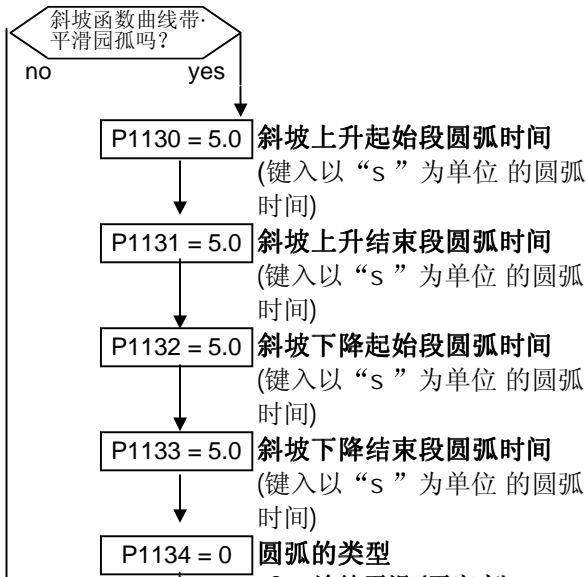 斜坡函数曲线带·
平滑园孤吗？
no yes
P1130 = 5.0 斜坡上升起始段圆弧时间
(键入以“s ”为单位 的圆弧
时间)
P1131 = 5.0 斜坡上升结束段圆弧时间
(键入以“s ”为单位 的圆弧
时间)
P1132 = 5.0 斜坡下降起始段圆弧时间
(键入以“s ”为单位 的圆弧
时间)
P1133 = 5.0 斜坡下降结束段圆弧时间
(键入以“s ”为单位 的圆弧
时间)
P1134 = 0 圆弧的类型